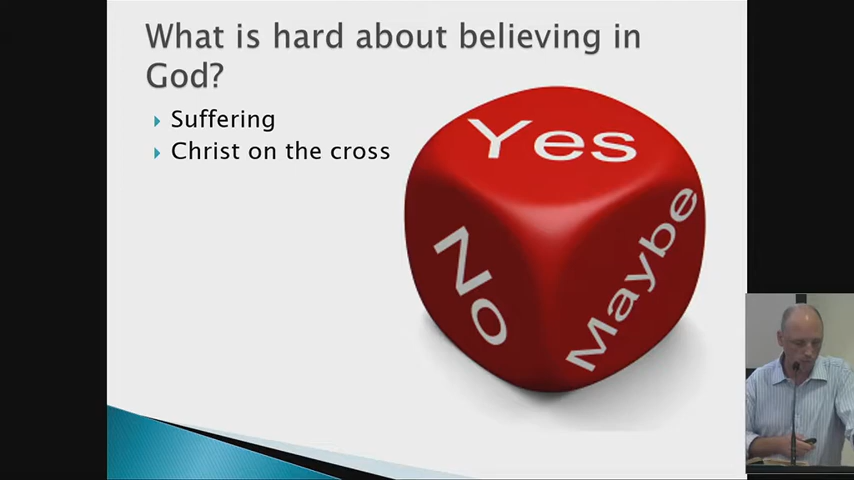 What is hard about believing in
God?
Suffering
Christ on the cross
Yes
No
Maybe